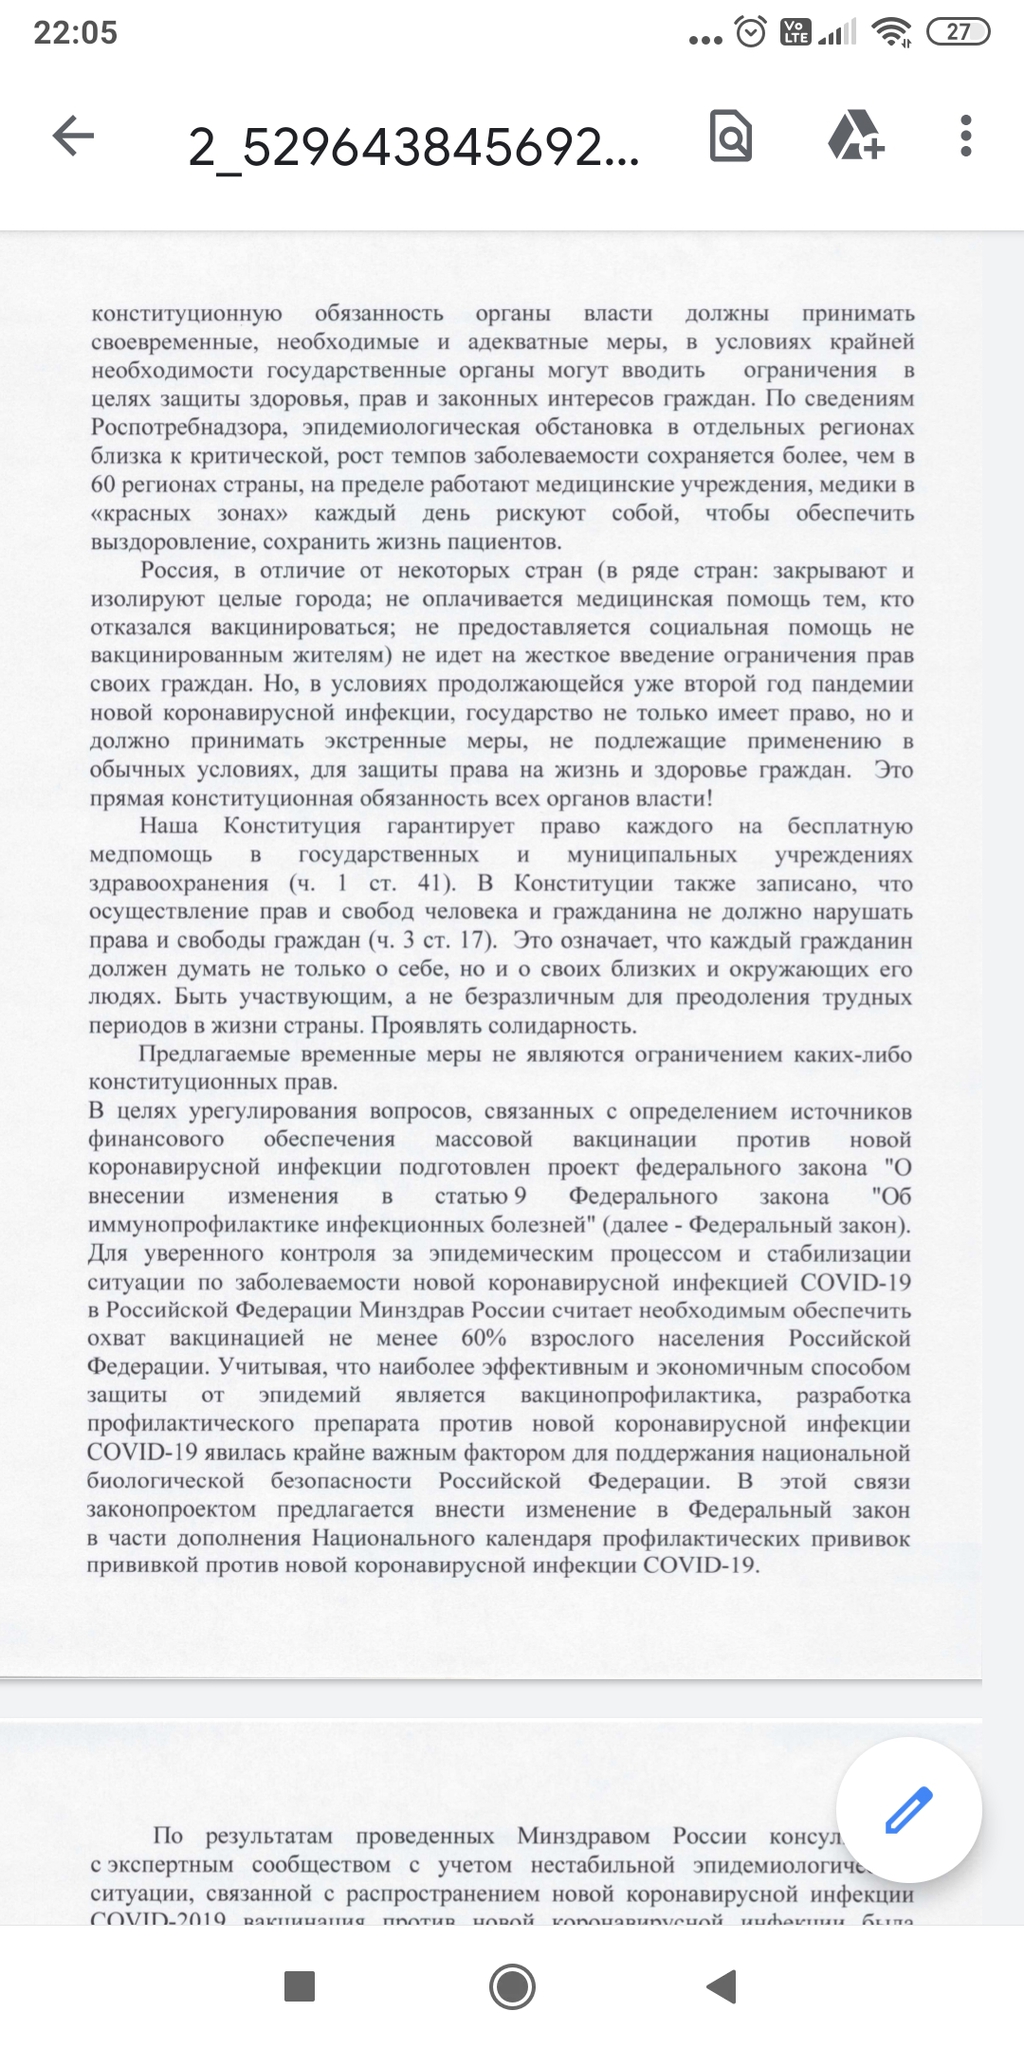 22:05
Vo LTE
27
2_529643845692...
конституционную обязанность органы власти должны принимать
своевременные, необходимые и адекватные меры, в условиях крайней
необходимости государственные органы могут вводить ограничения в
целях защиты здоровья, прав и законных интересов граждан. По сведениям
Роспотребнадзора, эпидемиологическая обстановка в отдельных регионах
близка к критической, рост темпов заболеваемости сохраняется более, чем в
60 регионах страны, на пределе работают медицинские учреждения, медики в
«красных зонах» каждый день рискуют собой, чтобы обеспечить
выздоровление, сохранить жизнь пациентов.
Россия, в отличие от некоторых стран (в ряде стран: закрывают и
изолируют целые города; не оплачивается медицинская помощь тем, кто
отказался вакцинироваться; не предоставляется социальная помощь не
вакцинированным жителям) не идет на жесткое введение ограничения прав
своих граждан. Но, в условиях продолжающейся уже второй год пандемии
новой коронавирусной инфекции, государство не только имеет право, но и
должно принимать экстренные меры, не подлежащие применению в
обычных условиях, для защиты права на жизнь и здоровье граждан. Это
прямая конституционная обязанность всех органов власти!
Наша Конституция гарантирует право каждого на бесплатную
медпомощь в государственных и муниципальных учреждениях
здравоохранения (ч. 1 ст. 41). В Конституции также записано, что
осуществление прав и свобод человека и гражданина не должно нарушать
права и свободы граждан (ч. 3 ст. 17). Это означает, что каждый гражданин
должен думать не только о себе, но и о своих близких и окружающих его
людях. Быть участвующим, а не безразличным для преодоления трудных
периодов в жизни страны. Проявлять солидарность.
Предлагаемые временные меры не являются ограничением каких-либо
конституционных прав.
В целях урегулирования вопросов, связанных с определением источников
финансового обеспечения массовой вакцинации против новой
коронавирусной инфекции подготовлен проект федерального закона "О
внесении изменения в статью 9 Федерального закона "Об
иммунопрофилактике инфекционных болезней" (далее - Федеральный закон).
Для уверенного контроля за эпидемическим процессом и стабилизации
ситуации по заболеваемости новой коронавирусной инфекцией COVID-19
в Российской Федерации Минздрав России считает необходимым обеспечить
охват вакцинацией не менее 60% взрослого населения Российской
Федерации. Учитывая, что наиболее эффективным и экономичным способом
защиты от эпидемий является вакцинопрофилактика, разработка
профилактического препарата против новой коронавирусной инфекции
COVID-19 явилась крайне важным фактором для поддержания национальной
биологической безопасности Российской Федерации. В этой связи
законопроектом предлагается внести изменение в Федеральный закон
в части дополнения Национального календаря профилактических прививок
прививкой против новой коронавирусной инфекции COVID-19.
По результатам проведенных Минздравом России
с экспертным сообществом с учетом нестабильной
ситуации, связанной с распространением новой коронавирусной инфекции
COVID-2019 вакцинация против новой коронавирусной инфекции была